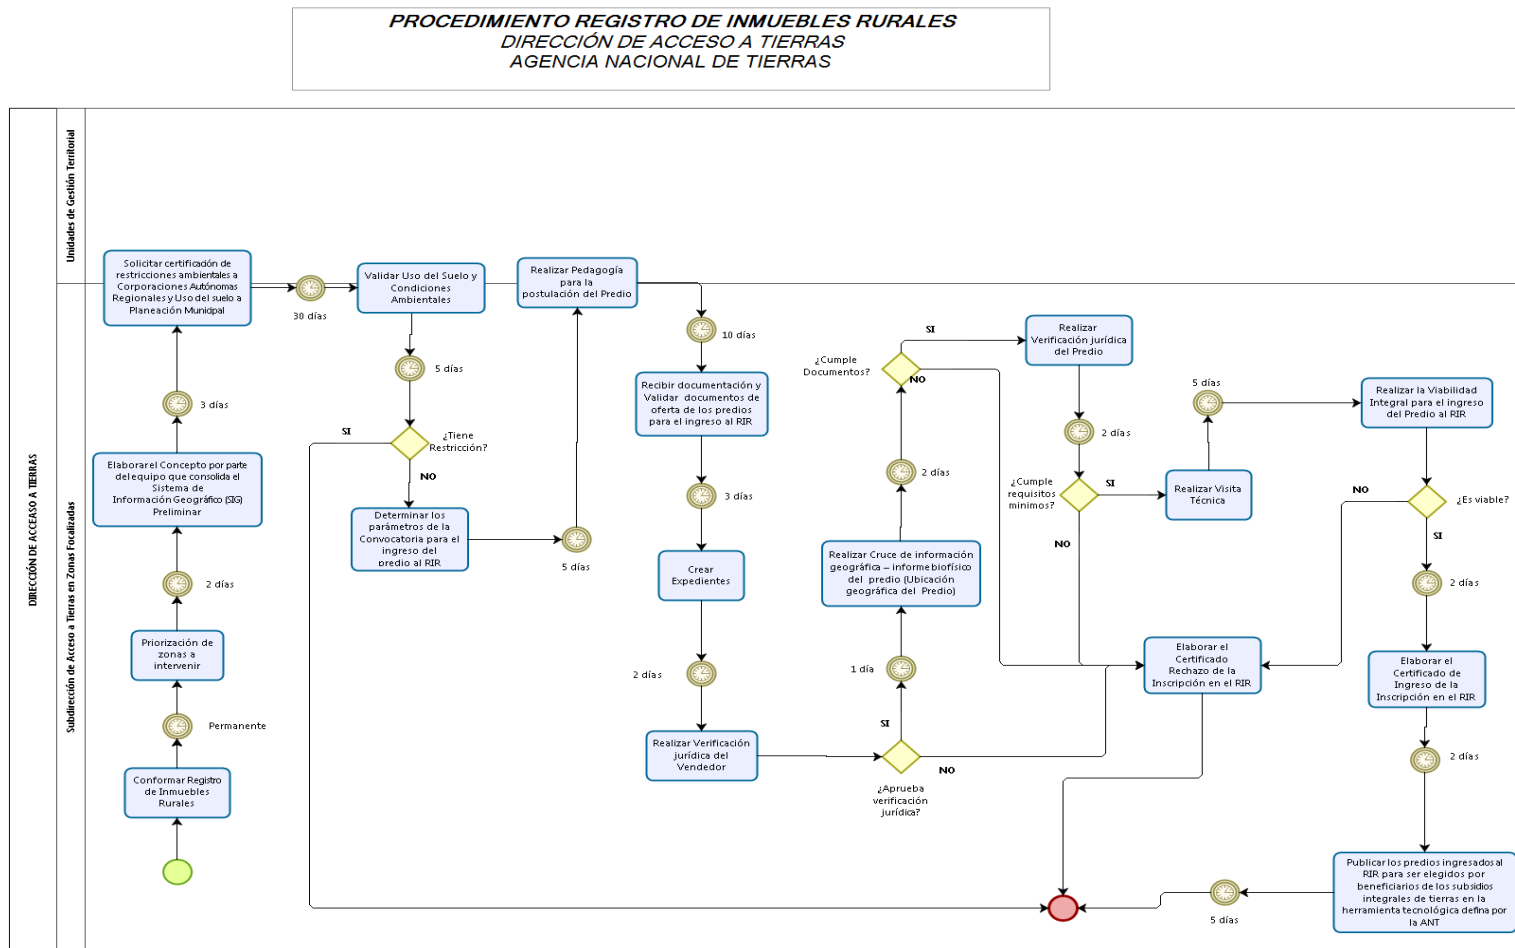 PROCEDIMIENTO REGISTRO DE INMUEBLES RURALES
DIRECCIÓN DE ACCESO A TIERRAS
AGENCIA NACIONAL DE TIERRAS
DIRECCIÓN DE ACCESO A TIERRAS
Unidades de Gestión Territorial
Subdirección de Acceso a Tierras en Zonas Focalizadas
Conformar Registro
de Inmuebles
Rurales
Permanente
Priorización de
zonas a
intervenir
2 días
Elaborar el Concepto por parte
del equipo que consolida el
Sistema de
Información Geográfico (SIG)
Preliminar
3 días
Solicitar certificación de
restricciones ambientales a
Corporaciones Autónomas
Regionales y Uso del suelo a
Planeación Municipal
30 días
Validar Uso del Suelo y
Condiciones
Ambientales
5 días
¿Tiene
Restricción?
SI
NO
Determinar los
parámetros de la
Convocatoria para el
ingreso del
predio al RIR
5 días
Realizar Pedagogía
para la
postulación del Predio
10 días
Recibir documentación y
Validar documentos de
oferta de los predios
para el ingreso al RIR
3 días
Crear
Expedientes
2 días
Realizar Verificación
jurídica del
Vendedor
¿Aprueba
verificación
jurídica?
SI
NO
1 día
Realizar Cruce de información
geográfica – informe biofísico
del predio (Ubicación
geográfica del Predio)
2 días
¿Cumple
Documentos?
SI
NO
Realizar
Verificación jurídica
del Predio
2 días
¿Cumple
requisitos
minimos?
SI
NO
Realizar Visita
Técnica
5 días
Realizar la Viabilidad
Integral para el ingreso
del Predio al RIR
¿Es viable?
NO
SI
2 días
Elaborar el
Certificado
Rechazo de la
Inscripción en el RIR
Elaborar el
Certificado de
Ingreso de la
Inscripción en el RIR
2 días
Publicar los predios ingresados al
RIR para ser elegidos por
beneficiarios de los subsidios
integrales de tierras en la
herramienta tecnológica defina por
la ANT
5 días